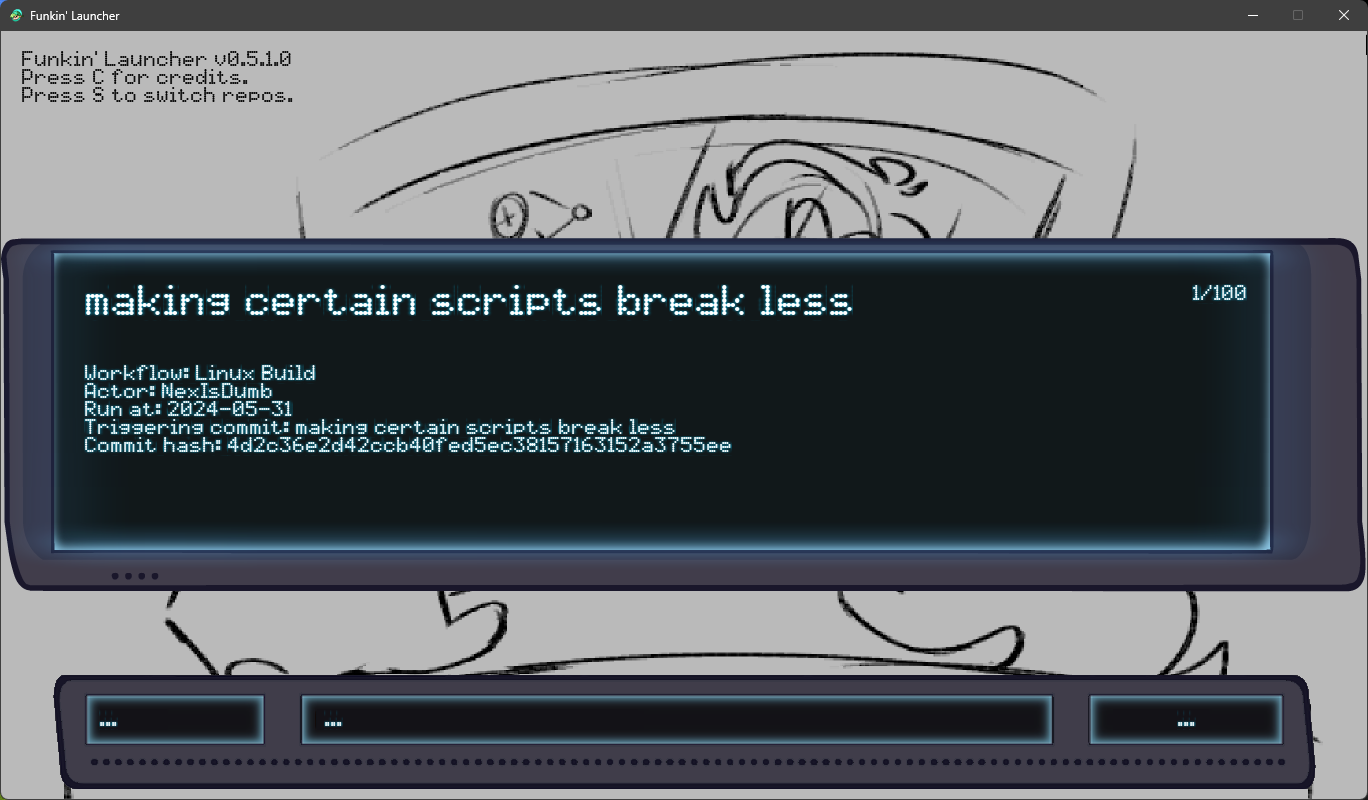 Funkin' Launcher
Funkin' Launcher v0.5.1.0
Press C for credits.
Press S to switch repos.
making certain scripts break less
1/100
Workflow: Linux Build
Actor: NexIsDumb
Run at: 2024-05-31
Triggering commit: making certain scripts break less
Commit hash: 4d2c36e2d42ccb40fed5ec38157163152a3755ee
...
...
...